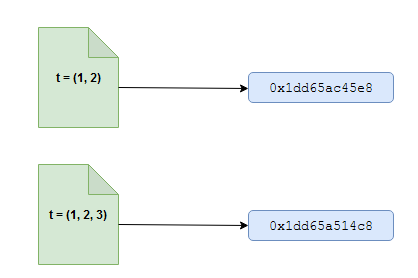 t = (1, 2)
0x1dd65ac45e8
t = (1, 2, 3)
0x1dd65a514c8